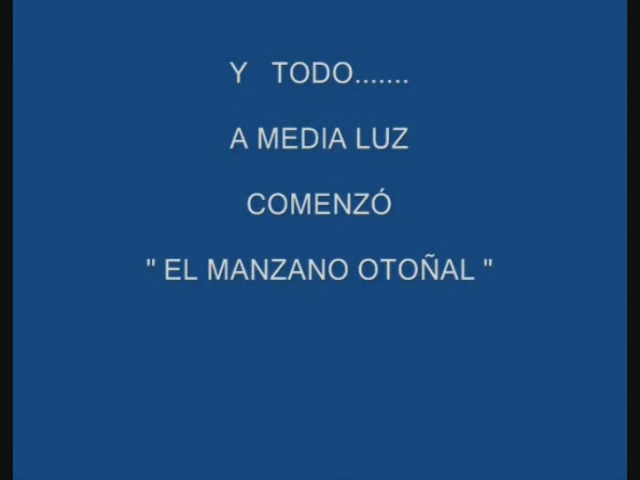 Y TODO.......
A MEDIA LUZ
COMENZÓ
" EL MANZANO OTOÑAL "